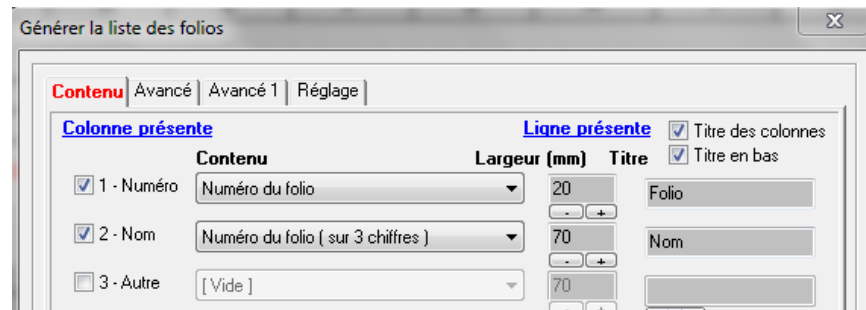 Générer la liste des folios
Contenu Avancé Avancé 1 Réglage
Colonne présente Ligne présente Titre des colonnes
Contenu Largeur (mm) Titre Titre en bas
1 - Numéro Numéro du folio 20 Folio
- +
2 - Nom Numéro du folio ( sur 3 chiffres ) 70 Nom
- +
3 - Autre [ Vide ] 70